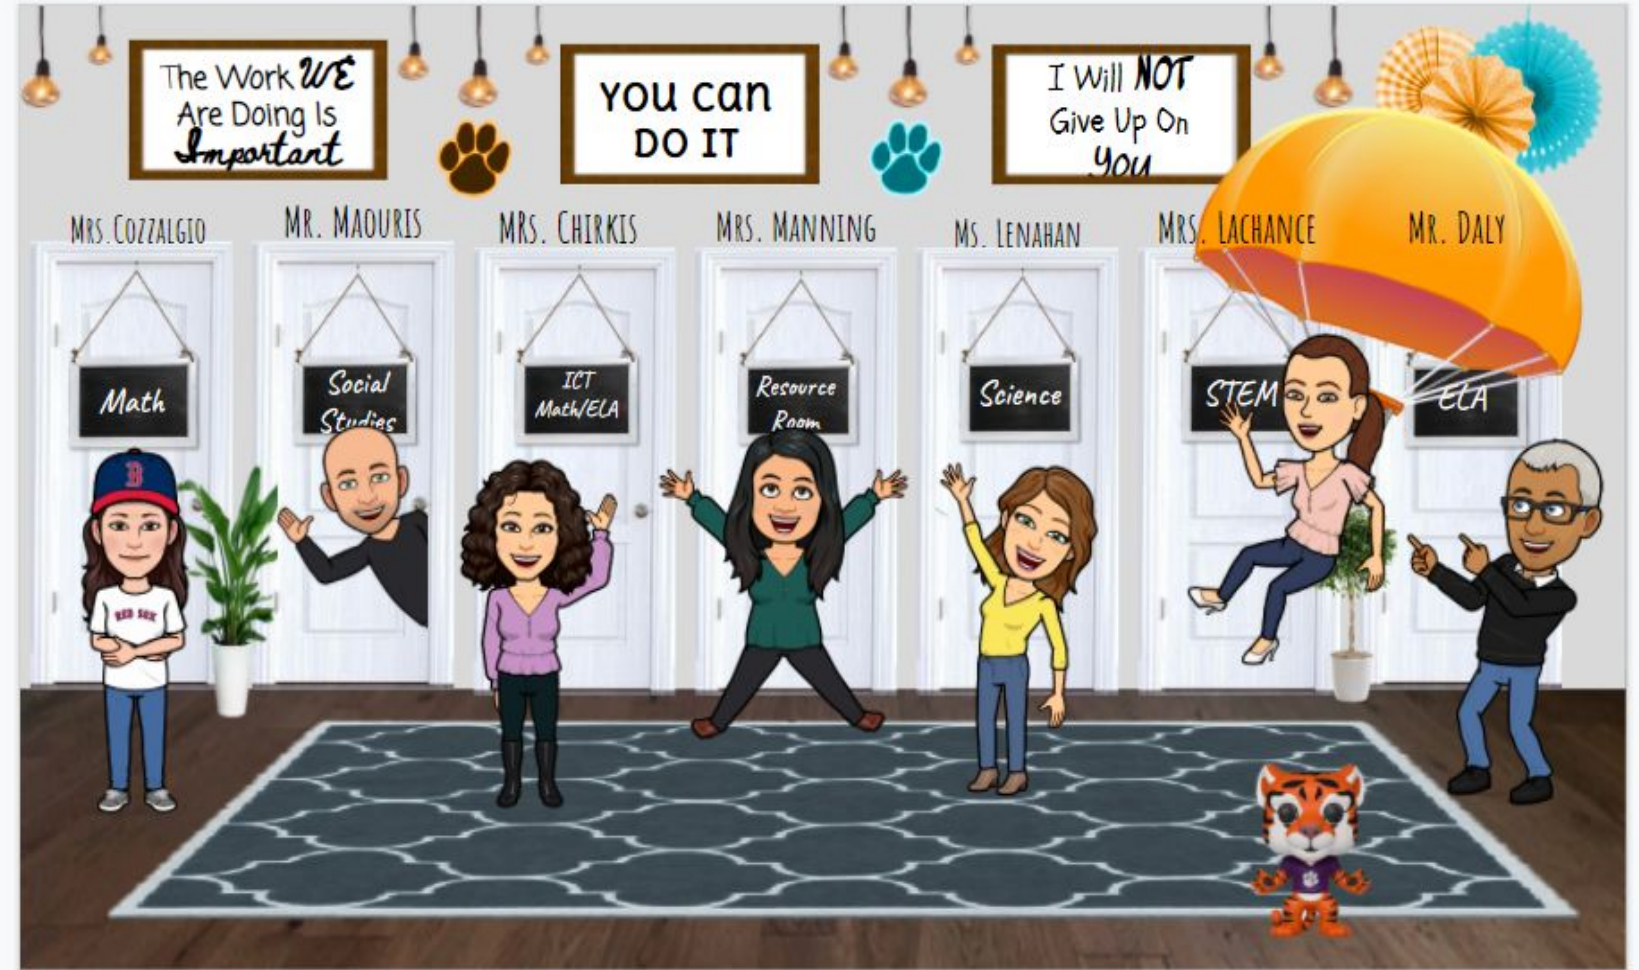 The Work WE
Are Doing Is
Important
You can
DO IT
I Will NOT
Give Up On
YOU
Mrs. Cozzalgio
Mr. Maouris
MRs. Chirkis
Mrs. Manning
Ms. Lenahan
Mrs. Lachance
Mr. Daly
Math
Social
Studies
ICT
Math/ELA
Resource
Room
Science
STEM
ELA
B
RED SOX